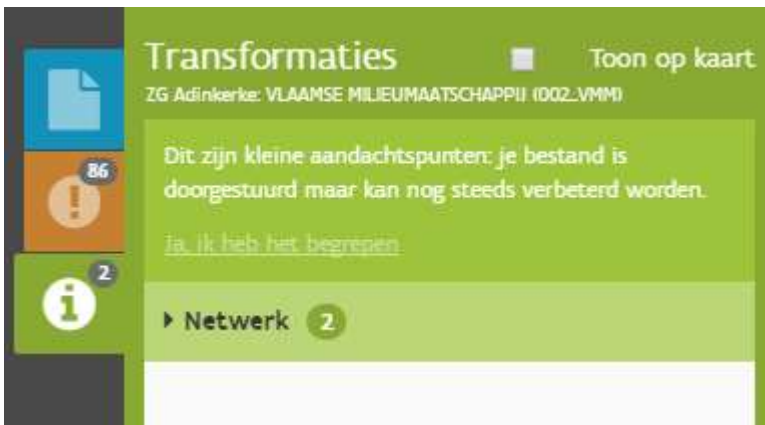 Transformaties
Toon op kaart
ZG Adinkerke: VLAAMSE MILIEUMAATSCHAPPIJ (002_VMM)
86
Dit zijn kleine aandachtspunten: je bestand is
doorgestuurd maar kan nog steeds verbeterd worden.
Ja, ik heb het begrepen
2
Netwerk 2